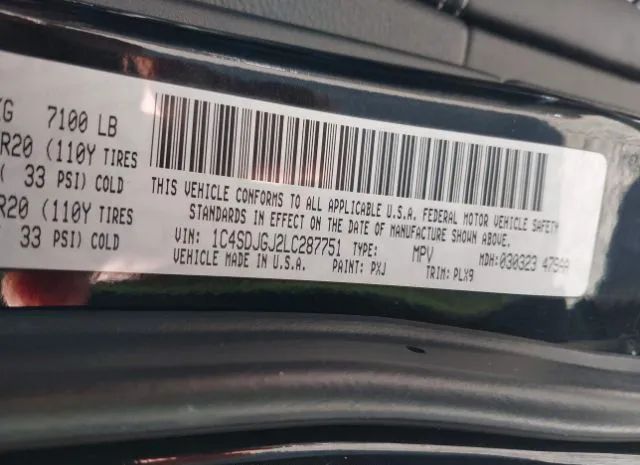 KG 7100 LB
R20 (110Y TIRES
( 33 PSI) COLD
R20 (110Y TIRES
33 PSI) COLD
THIS VEHICLE CONFORMS TO ALL APPLICABLE U.S.A. FEDERAL MOTOR VEHICLE SAFETY
STANDARDS IN EFFECT ON THE DATE OF MANUFACTURE SHOWN ABOVE.
VIN: 1C4SDJGJ2LC287751 TYPE: MPV MDH:030323 479AA
VEHICLE MADE IN U.S.A. PAINT: PXJ TRIM: PLX9